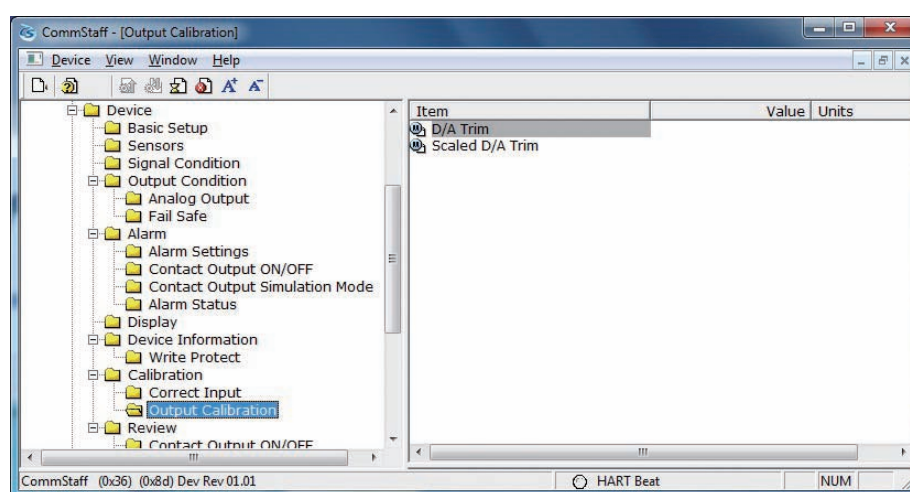 CommStaff - [Output Calibration]
Device View Window Help
A+ A-
Device
Basic Setup
Sensors
Signal Condition
Output Condition
Analog Output
Fail Safe
Alarm
Alarm Settings
Contact Output ON/OFF
Contact Output Simulation Mode
Alarm Status
Display
Device Information
Write Protect
Calibration
Correct Input
Output Calibration
Review
Contact Output ON/OFF
Item Value Units
D/A Trim
Scaled D/A Trim
CommStaff (0x36) (0x8d) Dev Rev 01.01 HART Beat NUM